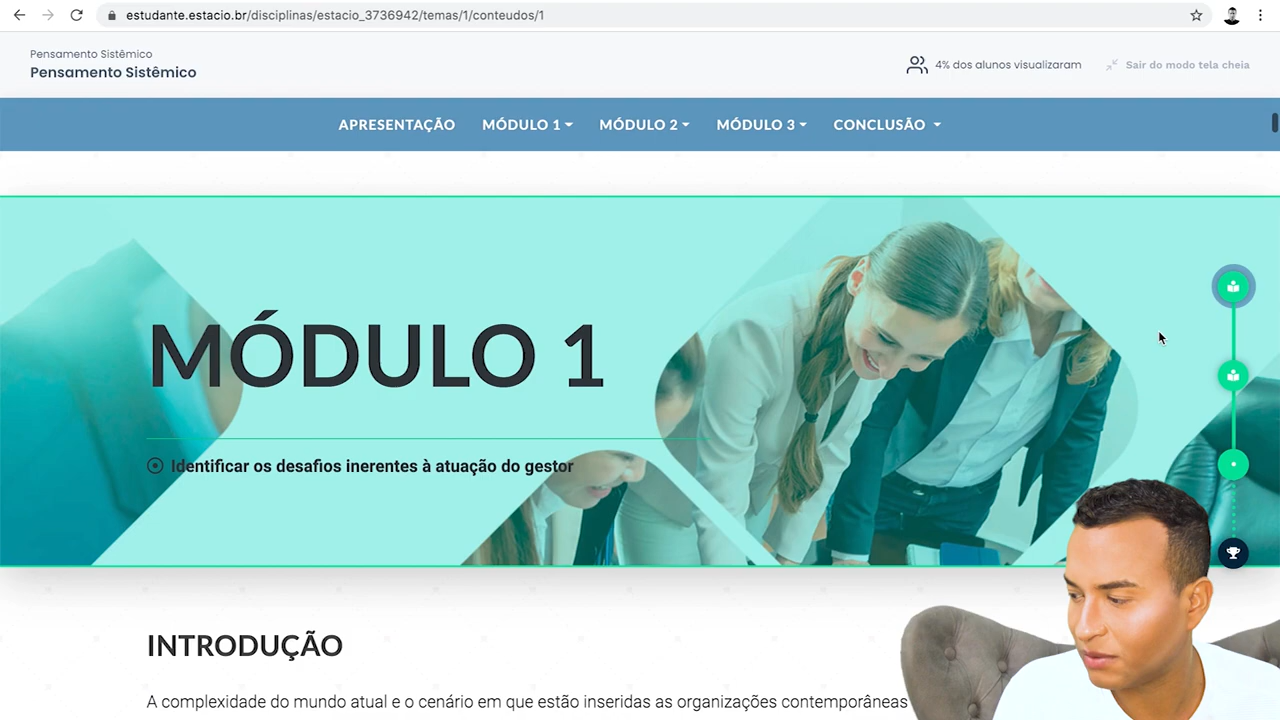 estudante.estacio.br/disciplinas/estacio_3736942/temas/1/conteudos/1
Pensamento Sistêmico
Pensamento Sistêmico
4% dos alunos visualizaram
Sair do modo tela cheia
APRESENTAÇÃO MÓDULO 1 MÓDULO 2 MÓDULO 3 CONCLUSÃO
MÓDULO 1
Identificar os desafios inerentes à atuação do gestor
INTRODUÇÃO
A complexidade do mundo atual e o cenário em que estão inseridas as organizações contemporâneas